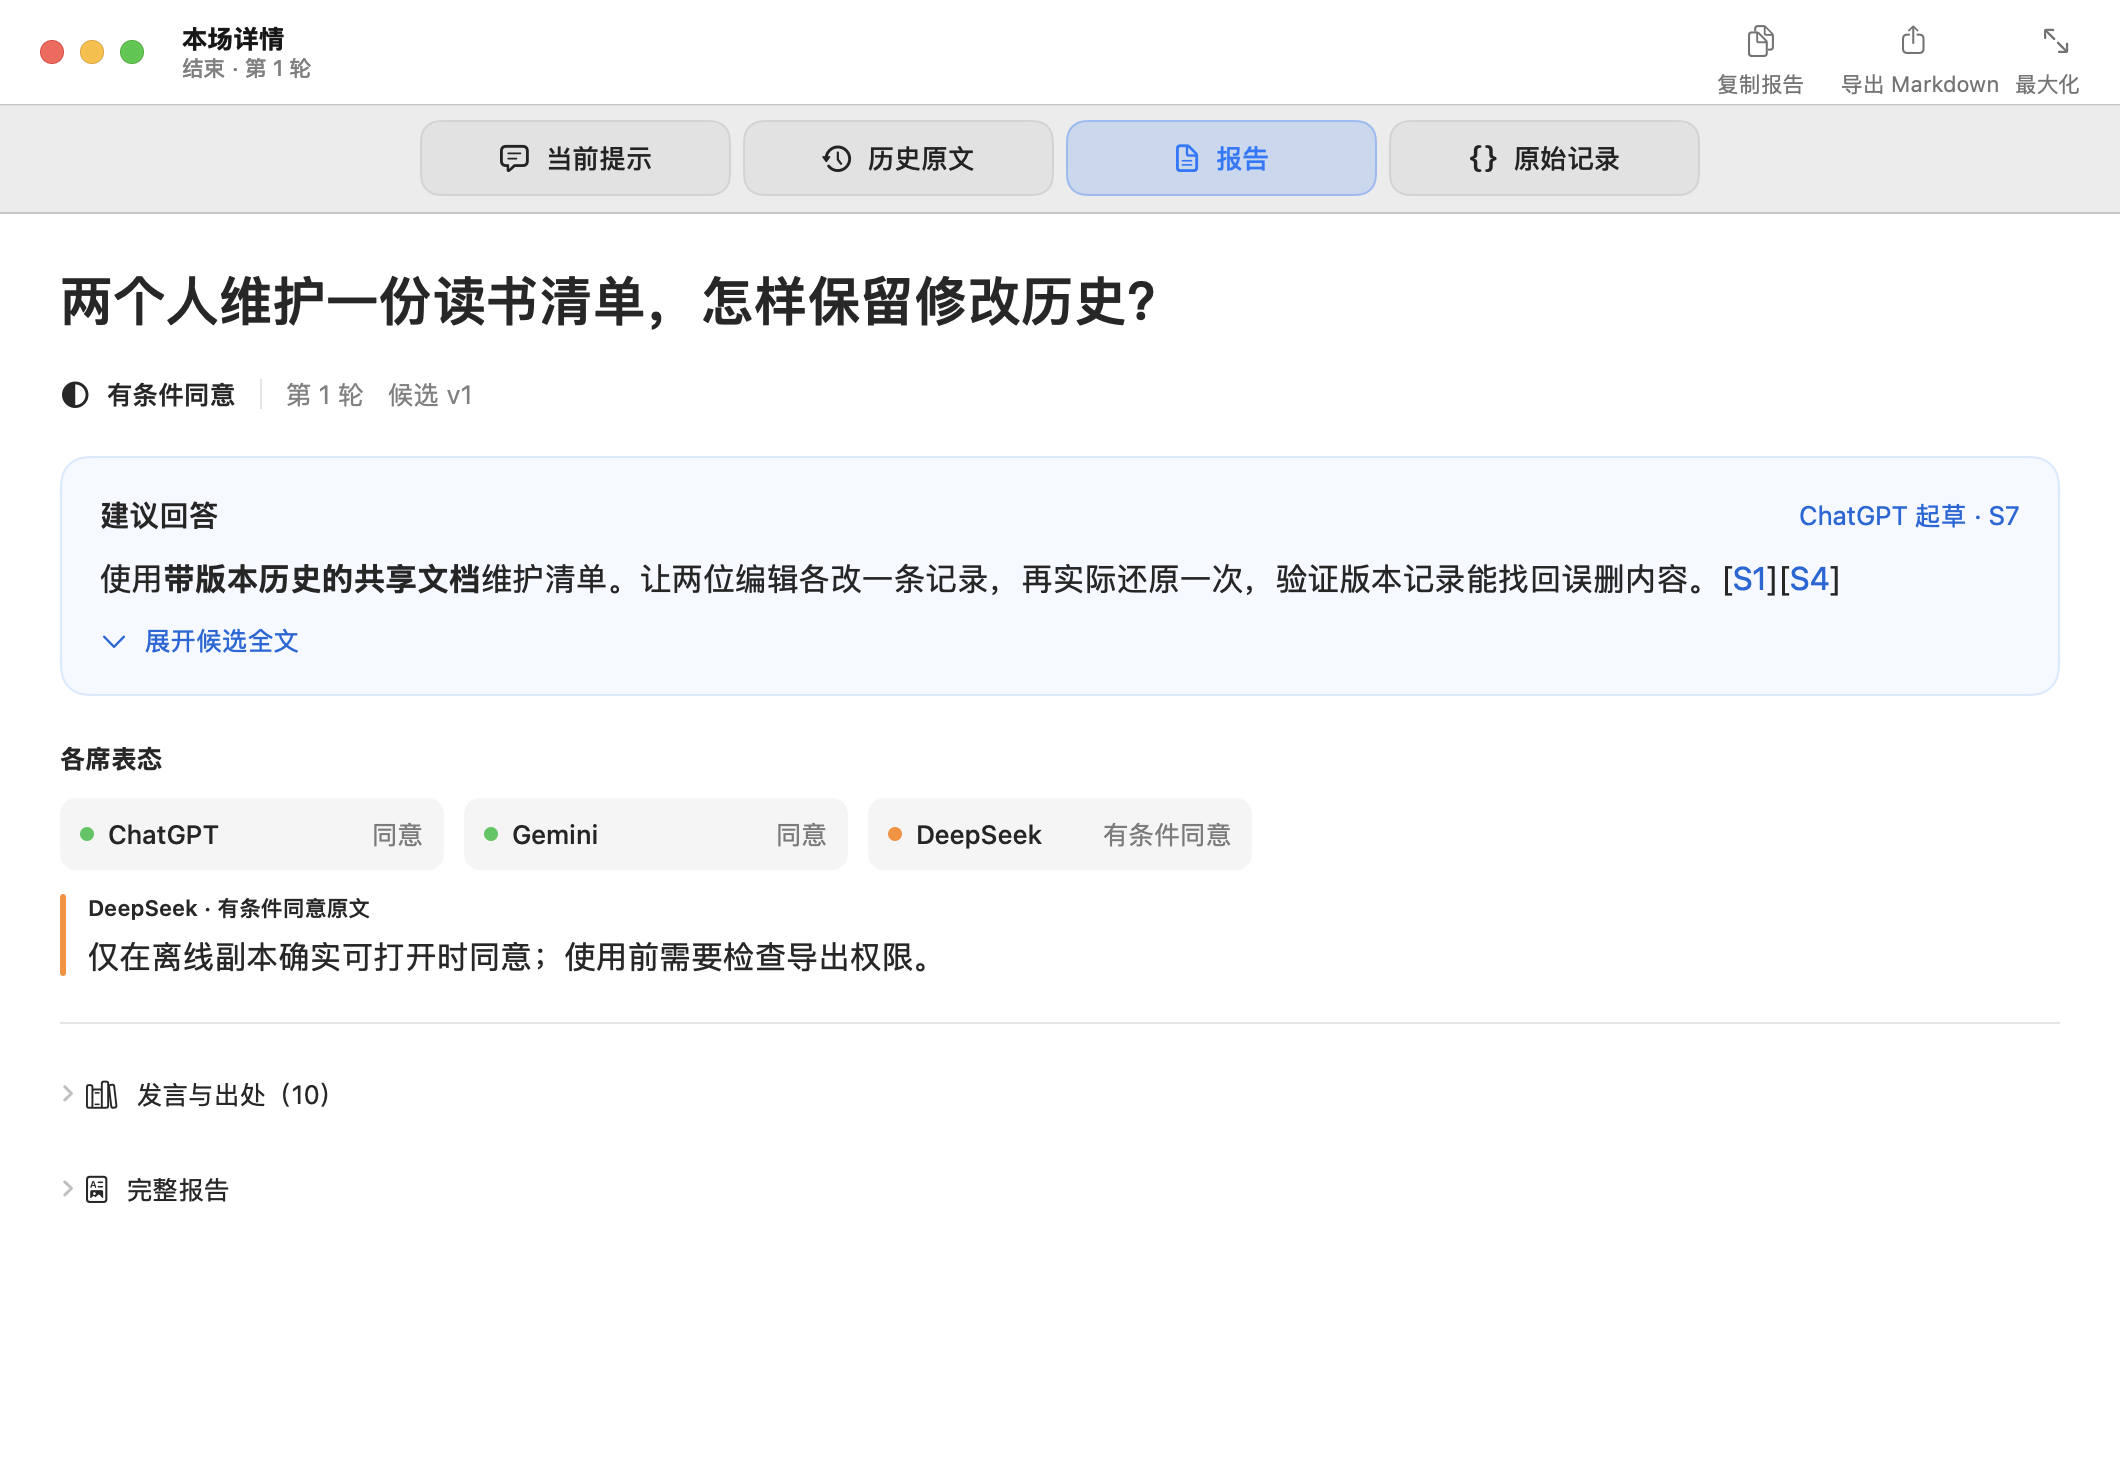 本场详情
结束 · 第 1 轮
复制报告
导出 Markdown
最大化
当前提示
历史原文
报告
{} 原始记录
两个人维护一份读书清单，怎样保留修改历史？
有条件同意
第 1 轮 候选 v1
建议回答
ChatGPT 起草 · S7
使用带版本历史的共享文档维护清单。让两位编辑各改一条记录，再实际还原一次，验证版本记录能找回误删内容。[S1][S4]
展开候选全文
各席表态
ChatGPT 同意
Gemini 同意
DeepSeek 有条件同意
DeepSeek · 有条件同意原文
仅在离线副本确实可打开时同意；使用前需要检查导出权限。
发言与出处（10）
完整报告